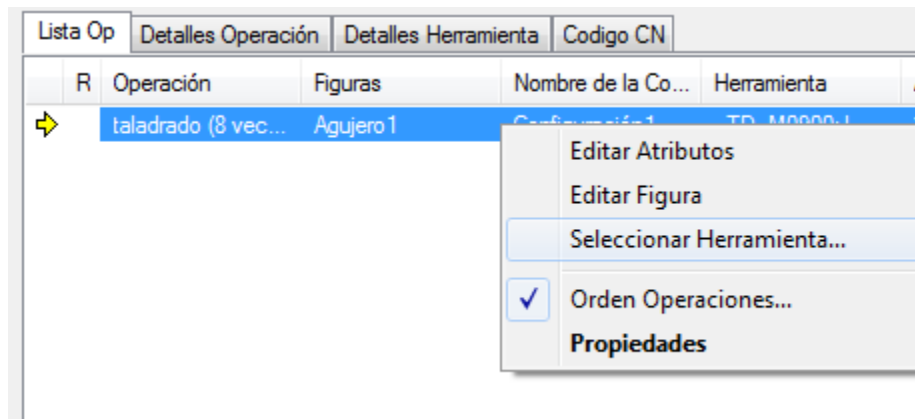 Lista Op Detalles Operación Detalles Herramienta Codigo CN
R Operación Figuras Nombre de la Co... Herramienta
taladrado (8 vec... Agujero1 Configuración1
Editar Atributos
Editar Figura
Seleccionar Herramienta...
Orden Operaciones...
Propiedades